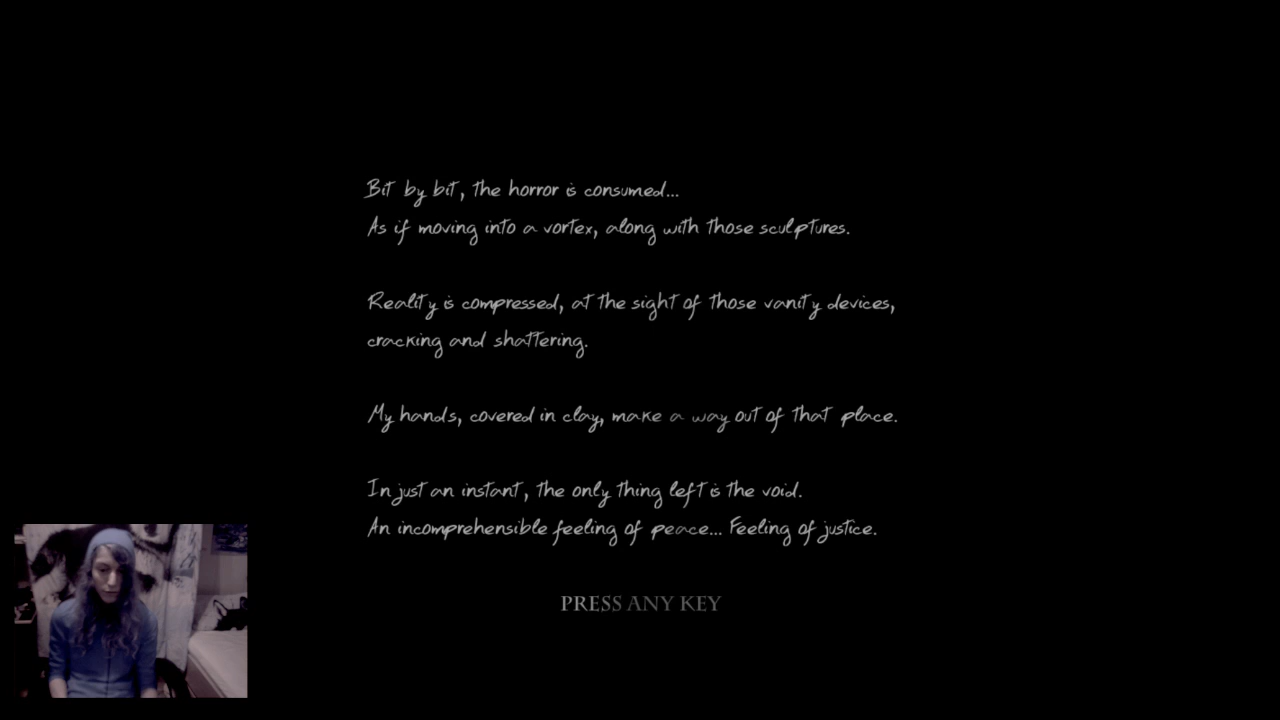 Bit by bit, the horror is consumed...
As if moving into a vortex, along with those sculptures.
Reality is compressed, at the sight of those vanity devices,
cracking and shattering.
My hands, covered in clay, make a way out of that place.
In just an instant, the only thing left is the void.
An incomprehensible feeling of peace... Feeling of justice.
PRESS ANY KEY